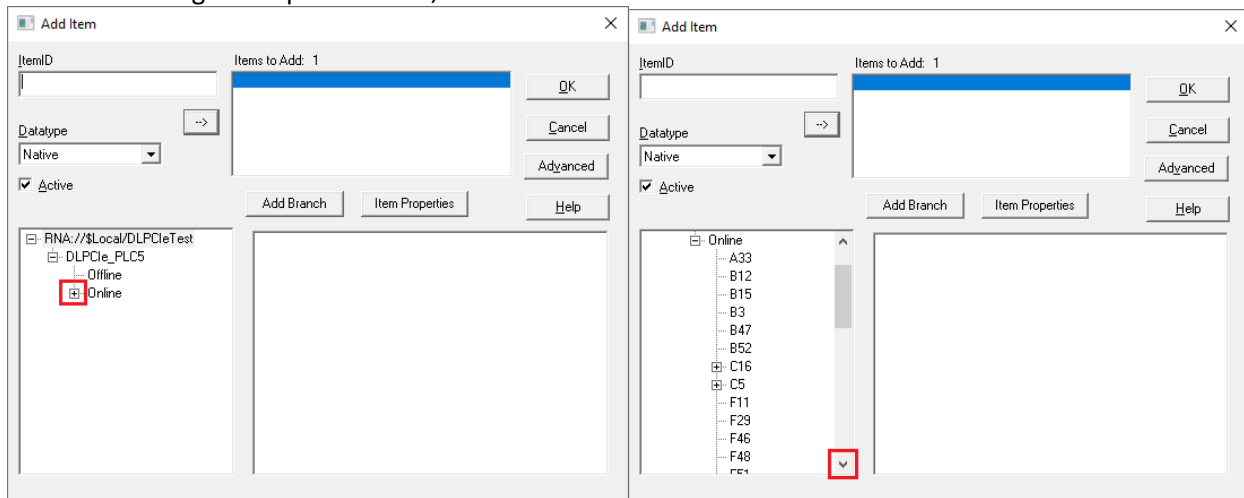 Add Item
ItemID
Items to Add: 1
OK
-->
Cancel
Datatype
Native
Advanced
Active
Add Branch
Item Properties
Help
RNA://$Local/DLPCIeTest
DLPCIe_PLC5
Offline
Online
Add Item
ItemID
Items to Add: 1
OK
-->
Cancel
Datatype
Native
Advanced
Active
Add Branch
Item Properties
Help
Online
A33
B12
B15
B3
B47
B52
C16
C5
F11
F29
F46
F48